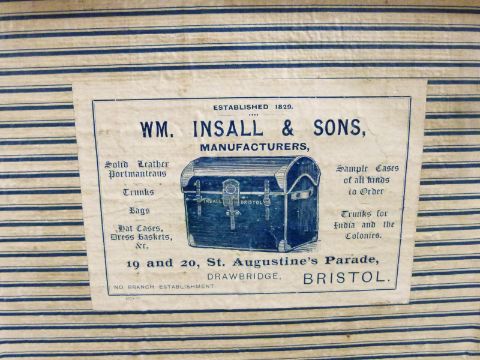 ESTABLISHED 1829.
WM. INSALL & SONS,
MANUFACTURERS,
Solid Leather
Portmanteaus
Trunks
Bags
Hat Cases,
Dress Baskets,
&c.
INSALL BRISTOL
Sample Cases
of all kinds
to Order
Trunks for
India and the
Colonies.
19 and 20, St. Augustine's Parade,
DRAWBRIDGE, BRISTOL.
NO BRANCH ESTABLISHMENT.